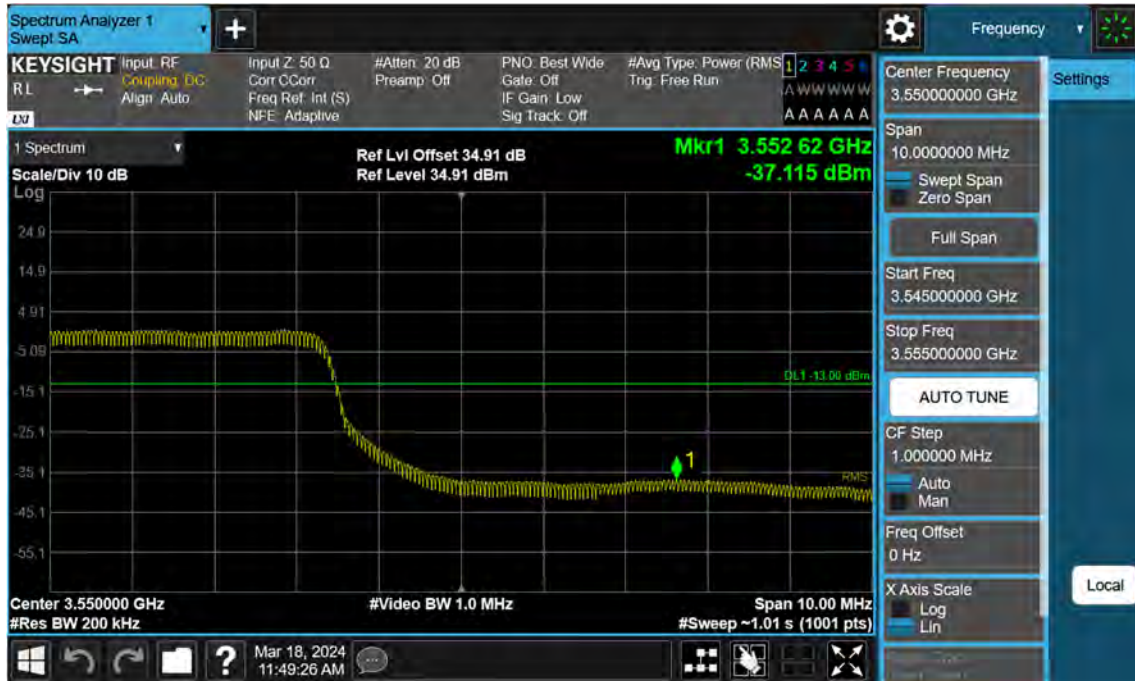 Spectrum Analyzer 1
Swept SA
+
Frequency
KEYSIGHT
RL
LXI
Input: RF
Coupling: DC
Align: Auto
Input Z: 50 Ω
Corr CCorr
Freq Ref: Int (S)
NFE: Adaptive
#Atten: 20 dB
Preamp: Off
PNO: Best Wide
Gate: Off
IF Gain: Low
Sig Track: Off
#Avg Type: Power (RMS
Trig: Free Run
1 2 3 4 5 6
A W W W W W
A A A A A A
1 Spectrum
Scale/Div 10 dB
Ref Lvl Offset 34.91 dB
Ref Level 34.91 dBm
Mkr1 3.552 62 GHz
-37.115 dBm
Log
24.9
14.9
4.91
-5.09
-15.1
-25.1
-35.1
-45.1
-55.1
DL1 -13.00 dBm
1
RMS
Center 3.550000 GHz
#Res BW 200 kHz
#Video BW 1.0 MHz
Span 10.00 MHz
#Sweep ~1.01 s (1001 pts)
Center Frequency
3.550000000 GHz
Settings
Span
10.0000000 MHz
Swept Span
Zero Span
Full Span
Start Freq
3.545000000 GHz
Stop Freq
3.555000000 GHz
AUTO TUNE
CF Step
1.000000 MHz
Auto
Man
Freq Offset
0 Hz
X Axis Scale
Log
Lin
Local
?
Mar 18, 2024
11:49:26 AM